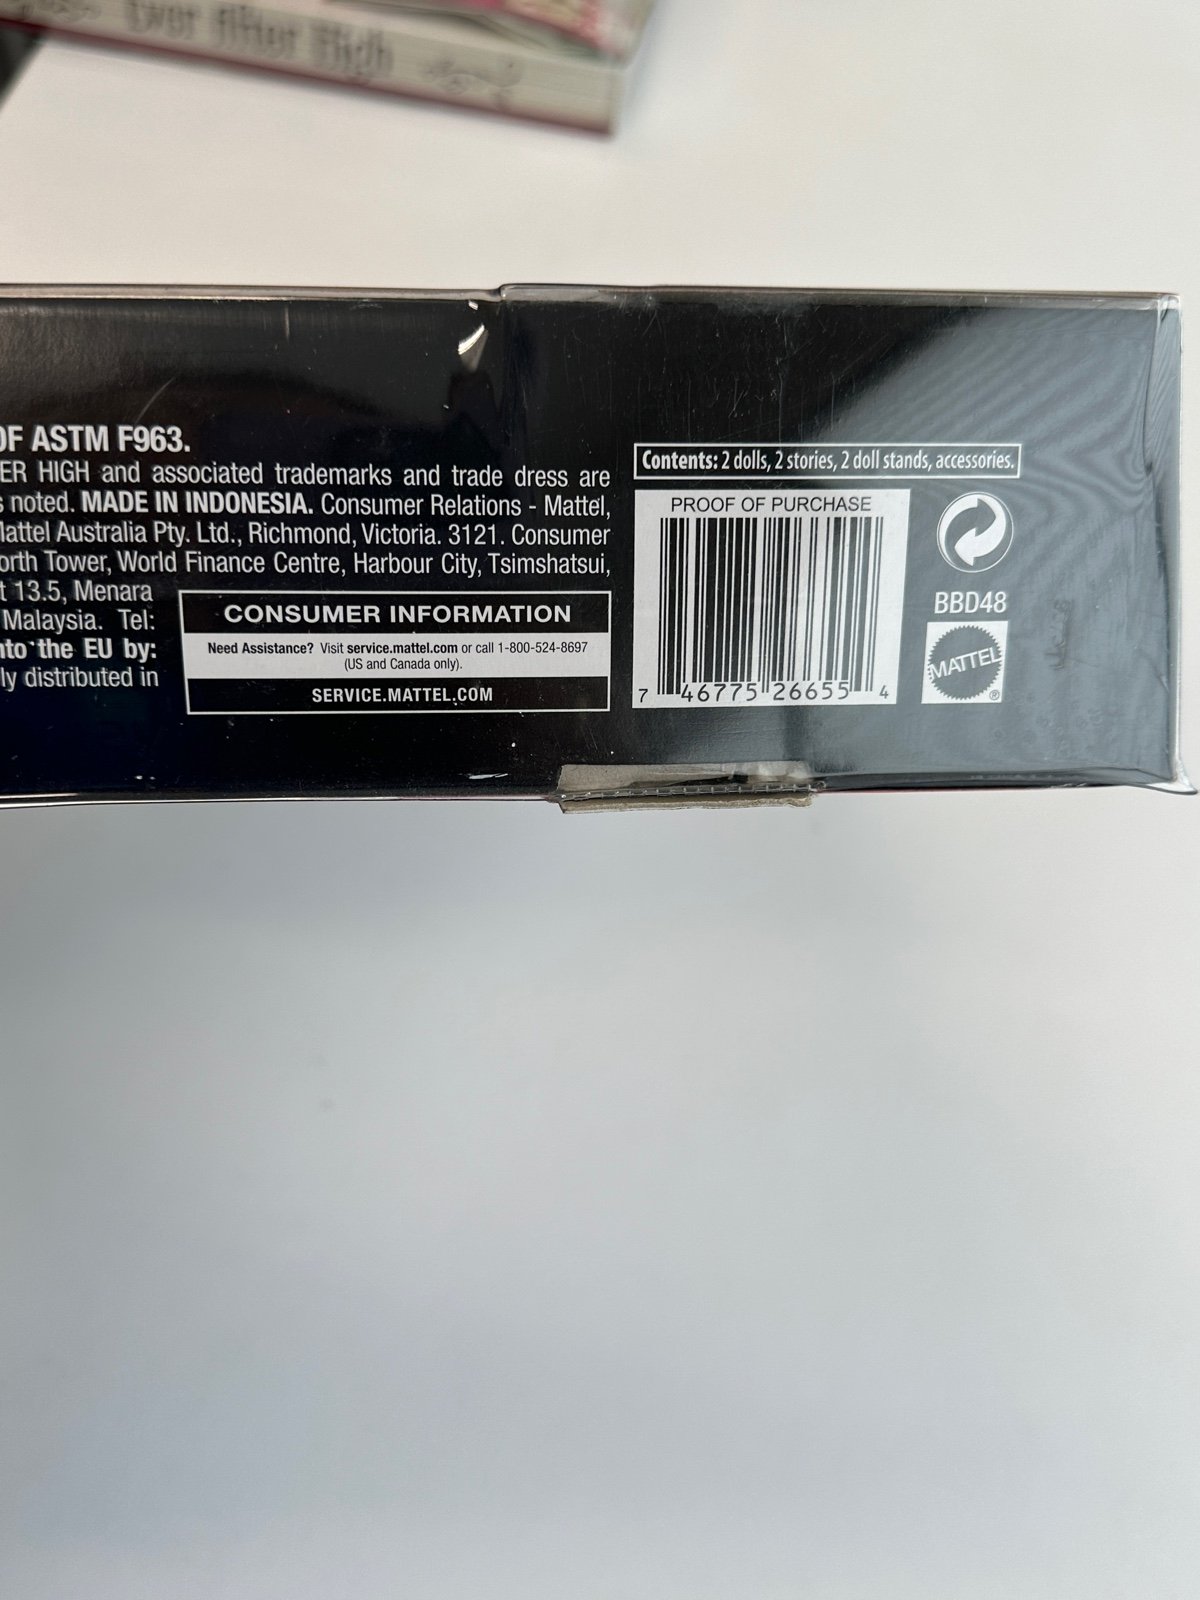 Ever After High
OF ASTM F963.
ER HIGH and associated trademarks and trade dress are
s noted. MADE IN INDONESIA. Consumer Relations - Mattel,
Mattel Australia Pty. Ltd., Richmond, Victoria. 3121. Consumer
orth Tower, World Finance Centre, Harbour City, Tsimshatsui,
t 13.5, Menara
Malaysia. Tel:
nto the EU by:
ly distributed in
CONSUMER INFORMATION
Need Assistance? Visit service.mattel.com or call 1-800-524-8697
(US and Canada only).
SERVICE.MATTEL.COM
Contents: 2 dolls, 2 stories, 2 doll stands, accessories.
PROOF OF PURCHASE
7 46775 26655 4
BBD48
MATTEL
®